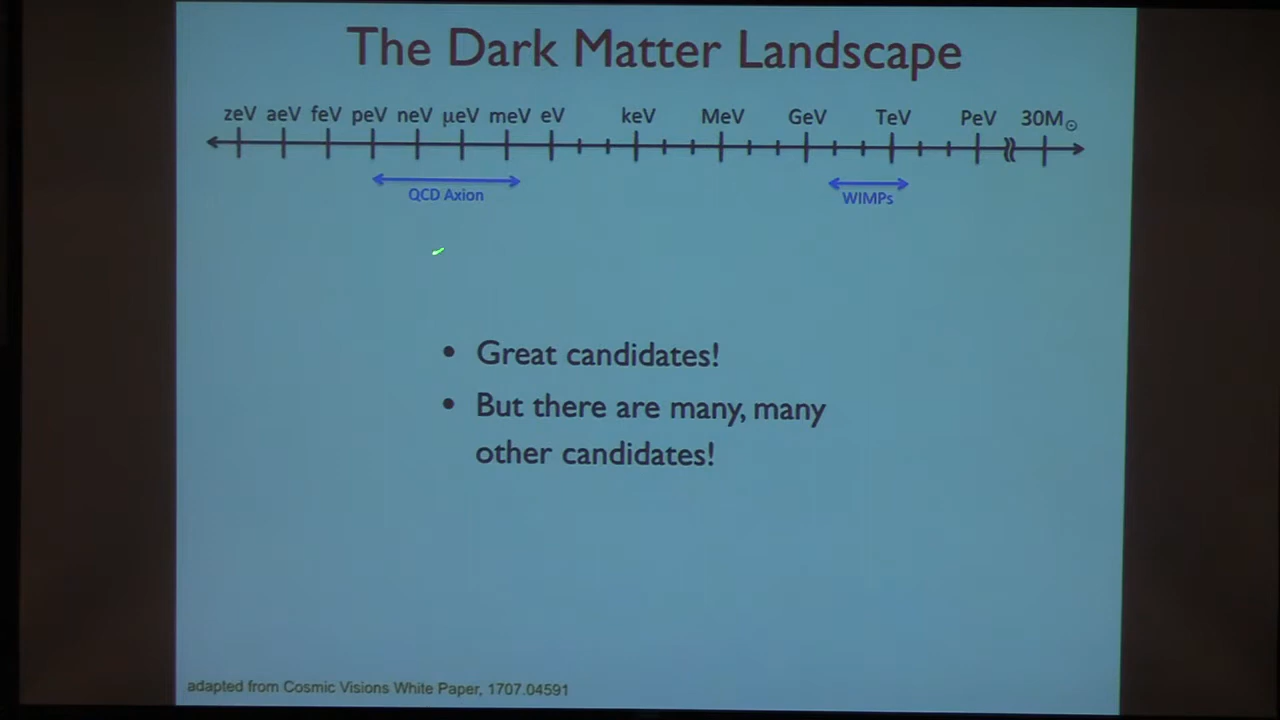 The Dark Matter Landscape
zeV aeV feV peV neV μeV meV eV keV MeV GeV TeV PeV 30M☉
QCD Axion WIMPs
• Great candidates!
• But there are many, many
other candidates!
adapted from Cosmic Visions White Paper, 1707.04591